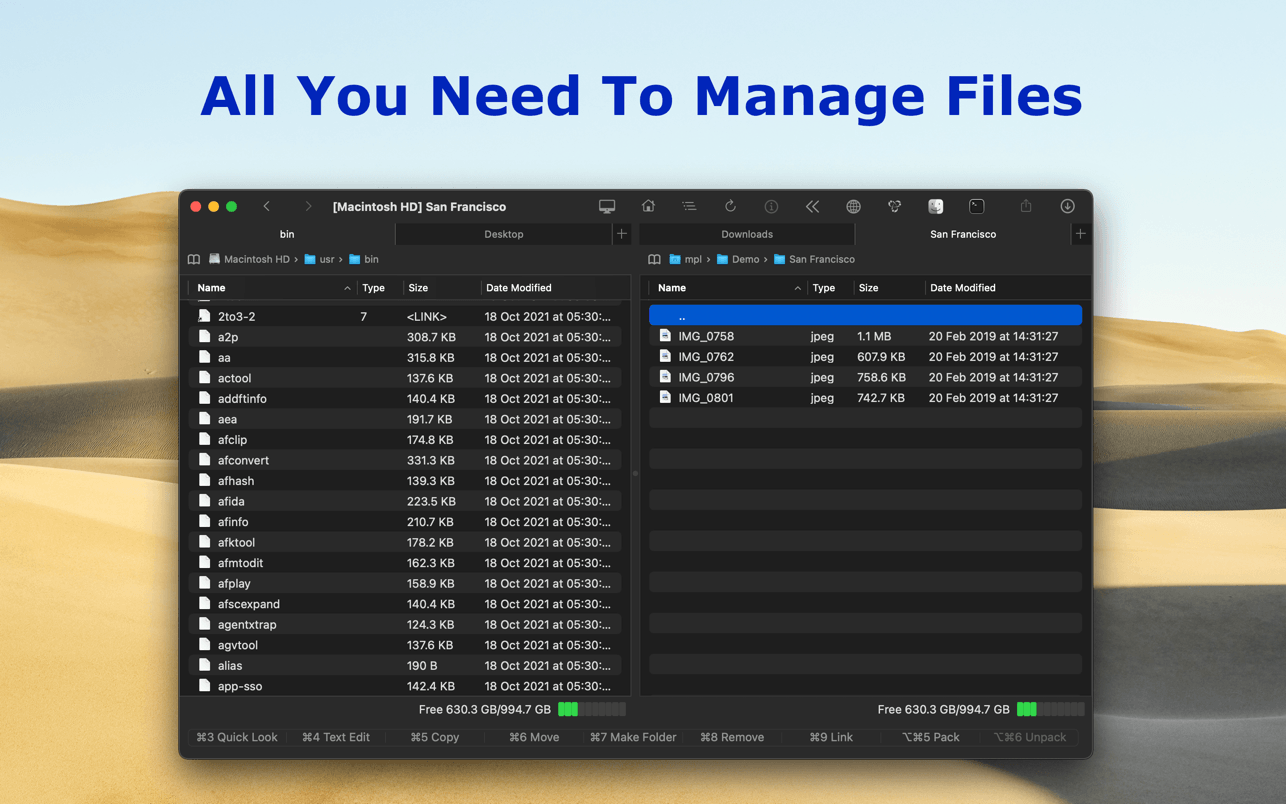 All You Need To Manage Files
[Macintosh HD] San Francisco
bin Desktop + Downloads San Francisco +
Macintosh HD › usr › bin mpl › Demo › San Francisco
Name Type Size Date Modified Name Type Size Date Modified
2to3-2 7 <LINK> 18 Oct 2021 at 05:30:... ..
a2p 308.7 KB 18 Oct 2021 at 05:30:... IMG_0758 jpeg 1.1 MB 20 Feb 2019 at 14:31:27
aa 315.8 KB 18 Oct 2021 at 05:30:... IMG_0762 jpeg 607.9 KB 20 Feb 2019 at 14:31:27
actool 137.6 KB 18 Oct 2021 at 05:30:... IMG_0796 jpeg 758.6 KB 20 Feb 2019 at 14:31:27
addftinfo 140.4 KB 18 Oct 2021 at 05:30:... IMG_0801 jpeg 742.7 KB 20 Feb 2019 at 14:31:27
aea 191.7 KB 18 Oct 2021 at 05:30:...
afclip 174.8 KB 18 Oct 2021 at 05:30:...
afconvert 331.3 KB 18 Oct 2021 at 05:30:...
afhash 139.3 KB 18 Oct 2021 at 05:30:...
afida 223.5 KB 18 Oct 2021 at 05:30:...
afinfo 210.7 KB 18 Oct 2021 at 05:30:...
afktool 178.2 KB 18 Oct 2021 at 05:30:...
afmtodit 162.3 KB 18 Oct 2021 at 05:30:...
afplay 158.9 KB 18 Oct 2021 at 05:30:...
afscexpand 140.4 KB 18 Oct 2021 at 05:30:...
agentxtrap 124.3 KB 18 Oct 2021 at 05:30:...
agvtool 137.6 KB 18 Oct 2021 at 05:30:...
alias 190 B 18 Oct 2021 at 05:30:...
app-sso 142.4 KB 18 Oct 2021 at 05:30:...
Free 630.3 GB/994.7 GB Free 630.3 GB/994.7 GB
⌘3 Quick Look ⌘4 Text Edit ⌘5 Copy ⌘6 Move ⌘7 Make Folder ⌘8 Remove ⌘9 Link ⌥⌘5 Pack ⌥⌘6 Unpack